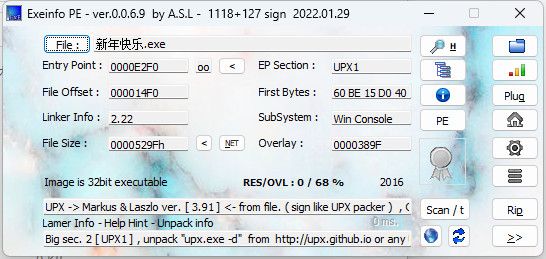 Exeinfo PE - ver.0.0.6.9 by A.S.L - 1118+127 sign 2022.01.29
File : 新年快乐.exe H
Entry Point : 0000E2F0 oo < EP Section : UPX1
File Offset : 000014F0 First Bytes : 60 BE 15 D0 40 Plug
Linker Info : 2.22 SubSystem : Win Console PE
File Size : 0000529Fh < NET Overlay : 0000389F
Image is 32bit executable RES/OVL : 0 / 68 % 2016
UPX -> Markus & Laszlo ver. [ 3.91 ] <- from file. ( sign like UPX packer ) , Scan / t Rip
Lamer Info - Help Hint - Unpack info 0 ms.
Big sec. 2 [ UPX1 ] , unpack "upx.exe -d" from http://upx.github.io or any >>